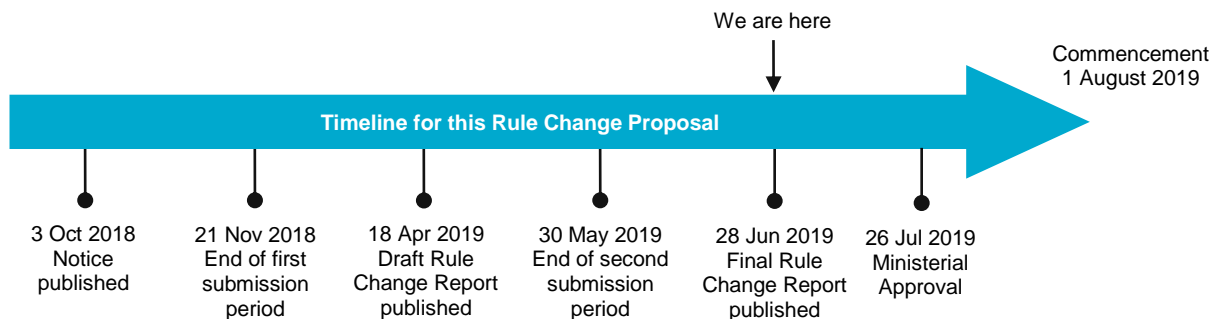 We are here
Commencement
1 August 2019
Timeline for this Rule Change Proposal
3 Oct 2018
Notice
published
21 Nov 2018
End of first
submission
period
18 Apr 2019
Draft Rule
Change Report
published
30 May 2019
End of second
submission
period
28 Jun 2019
Final Rule
Change Report
published
26 Jul 2019
Ministerial
Approval